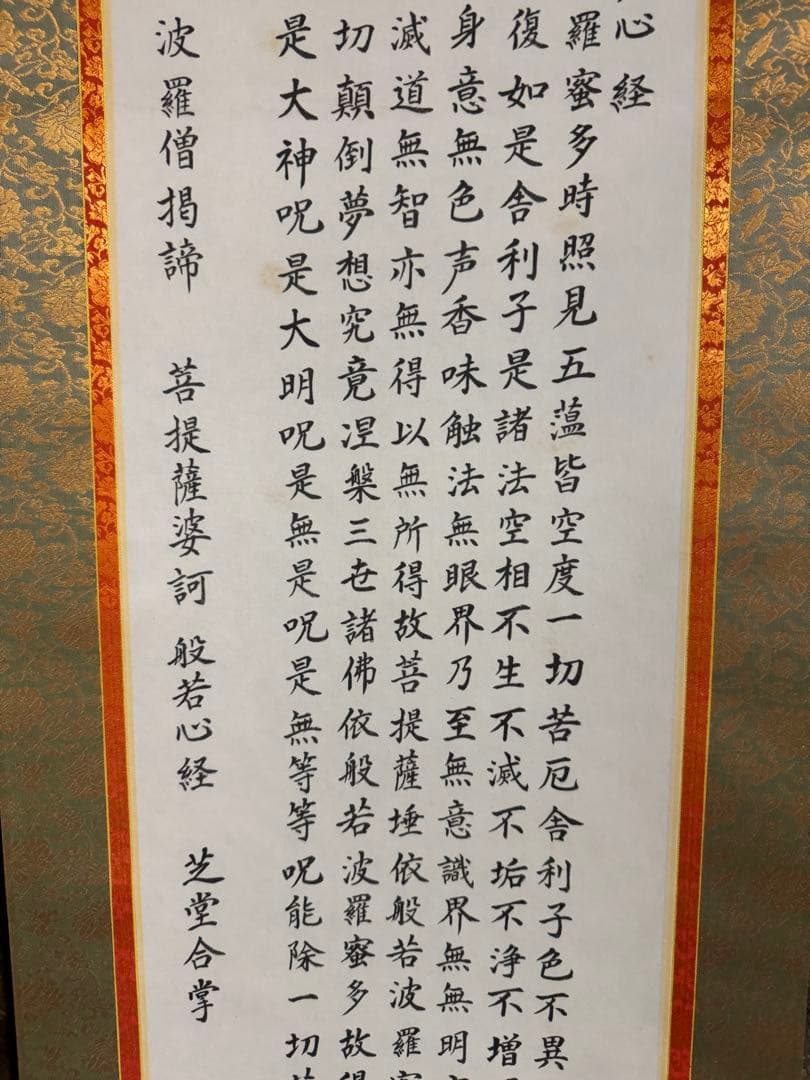 心経
羅蜜多時照見五薀皆空度一切苦厄舎利子色不異
復如是舎利子是諸法空相不生不滅不垢不浄不増
身意無色声香味触法無眼界乃至無意識界無無明
滅道無智亦無得以無所得故菩提薩埵依般若波羅
切顛倒夢想究竟涅槃三世諸佛依般若波羅蜜多故
是大神呪是大明呪是無是呪是無等等呪能除一切
波羅僧掲諦 菩提薩婆訶 般若心経 芝堂合掌